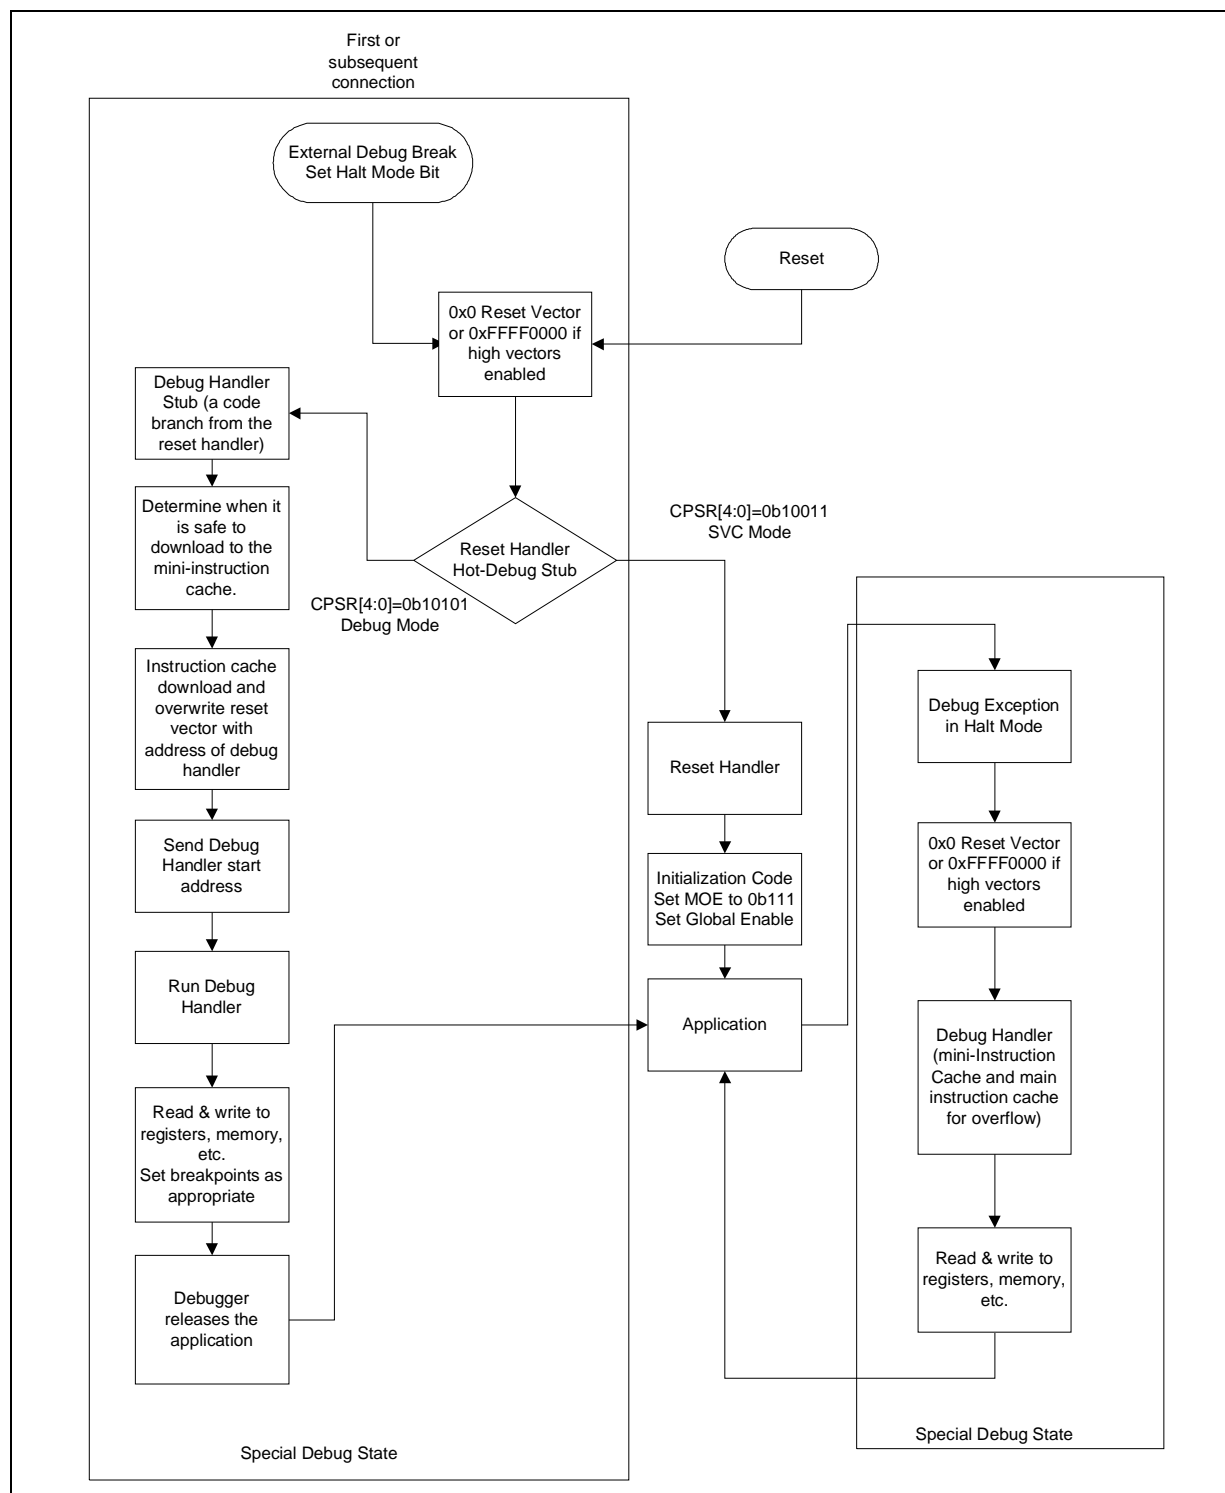 First or
subsequent
connection
External Debug Break
Set Halt Mode Bit
Reset
0x0 Reset Vector
or 0xFFFF0000 if
high vectors
enabled
Debug Handler
Stub (a code
branch from the
reset handler)
Determine when it
is safe to
download to the
mini-instruction
cache.
CPSR[4:0]=0b10011
SVC Mode
Reset Handler
Hot-Debug Stub
CPSR[4:0]=0b10101
Debug Mode
Instruction cache
download and
overwrite reset
vector with
address of debug
handler
Send Debug
Handler start
address
Run Debug
Handler
Read & write to
registers, memory,
etc.
Set breakpoints as
appropriate
Debugger
releases the
application
Special Debug State
Reset Handler
Initialization Code
Set MOE to 0b111
Set Global Enable
Application
Debug Exception
in Halt Mode
0x0 Reset Vector
or 0xFFFF0000 if
high vectors
enabled
Debug Handler
(mini-Instruction
Cache and main
instruction cache
for overflow)
Read & write to
registers, memory,
etc.
Special Debug State